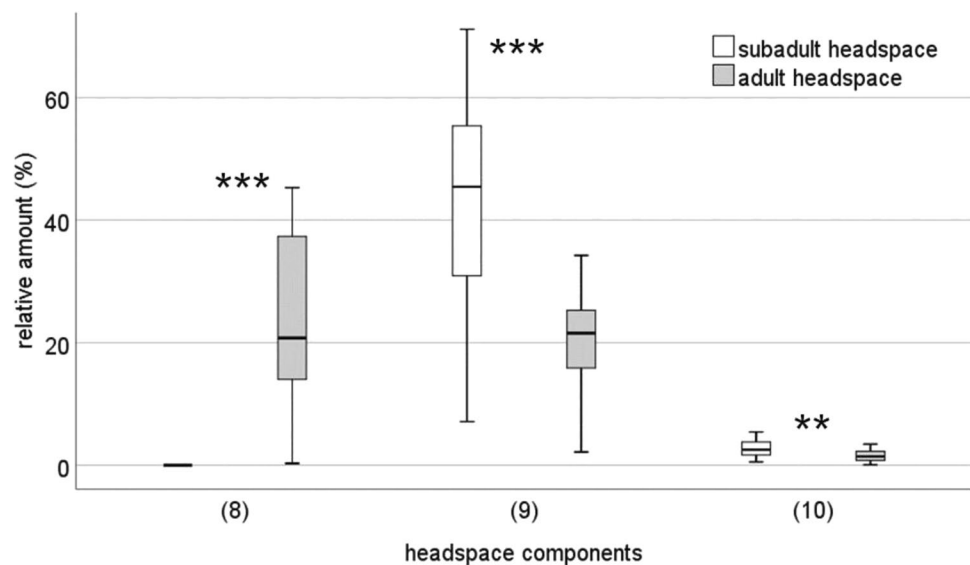 ***
subadult headspace
adult headspace
60
***
40
20
**
0
relative amount (%)
(8)
(9)
(10)
headspace components